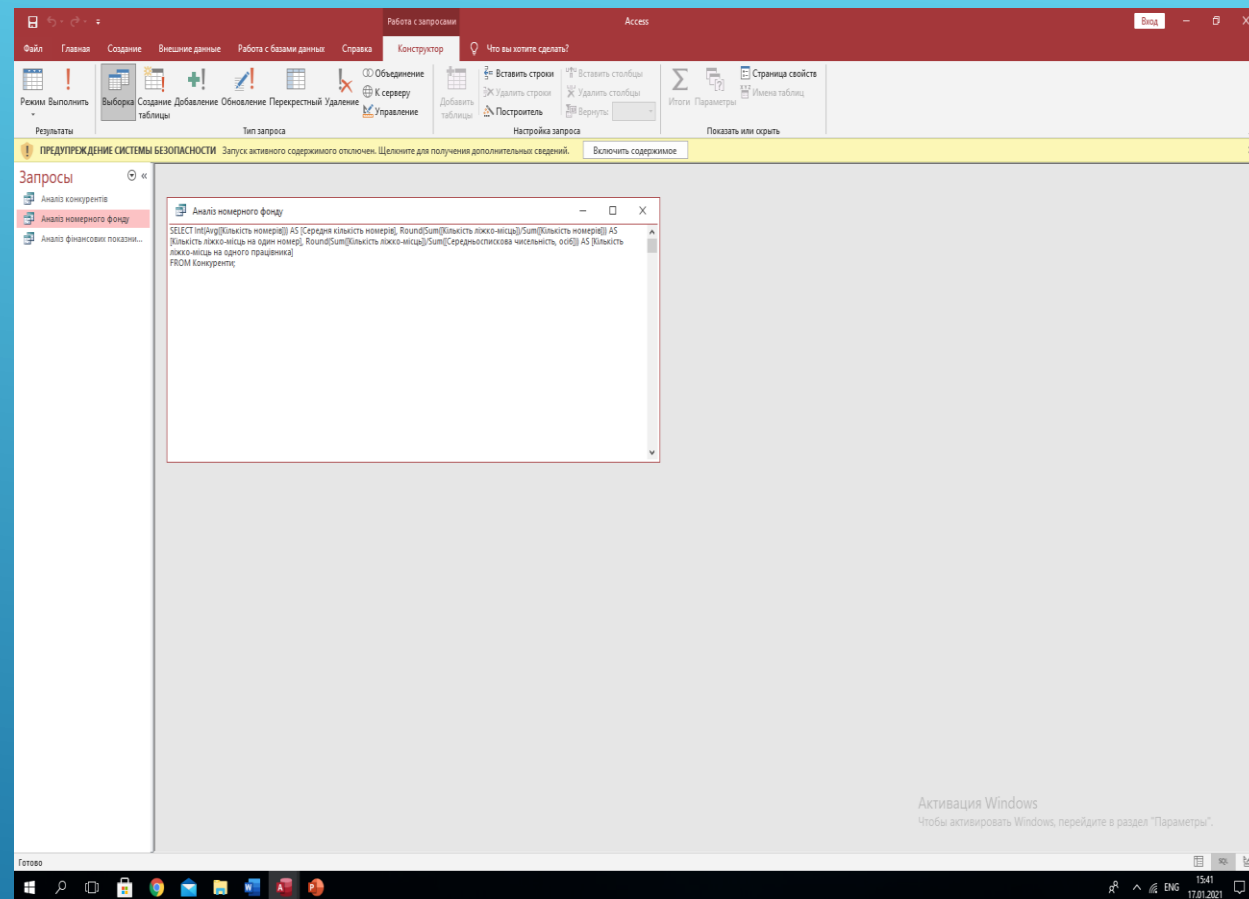 Работа с запросами
Access
Вход
Файл Главная Создание Внешние данные Работа с базами данных Справка Конструктор Что вы хотите сделать?
Режим Выполнить
Выборка Создание таблицы Добавление Обновление Перекрестный Удаление
Объединение
К серверу
Управление
Добавить таблицы
Вставить строки
Удалить строки
Построитель
Вставить столбцы
Удалить столбцы
Вернуть:
Итоги Параметры
Страница свойств
Имена таблиц
Результаты
Тип запроса
Настройка запроса
Показать или скрыть
ПРЕДУПРЕЖДЕНИЕ СИСТЕМЫ БЕЗОПАСНОСТИ Запуск активного содержимого отключен. Щелкните для получения дополнительных сведений. Включить содержимое
Запросы
Аналіз конкурентів
Аналіз номерного фонду
Аналіз фінансових показни...
Аналіз номерного фонду
SELECT Int(Avg([Кількість номерів])) AS [Середня кількість номерів], Round(Sum([Кількість ліжко-місць])/Sum([Кількість номерів])) AS
[Кількість ліжко-місць на один номер], Round(Sum([Кількість ліжко-місць])/Sum([Середньоспискова чисельність, осіб])) AS [Кількість
ліжко-місць на одного працівника]
FROM Конкуренти;
Активация Windows
Чтобы активировать Windows, перейдите в раздел "Параметры".
Готово
SQL
ENG
15:41
17.01.2021